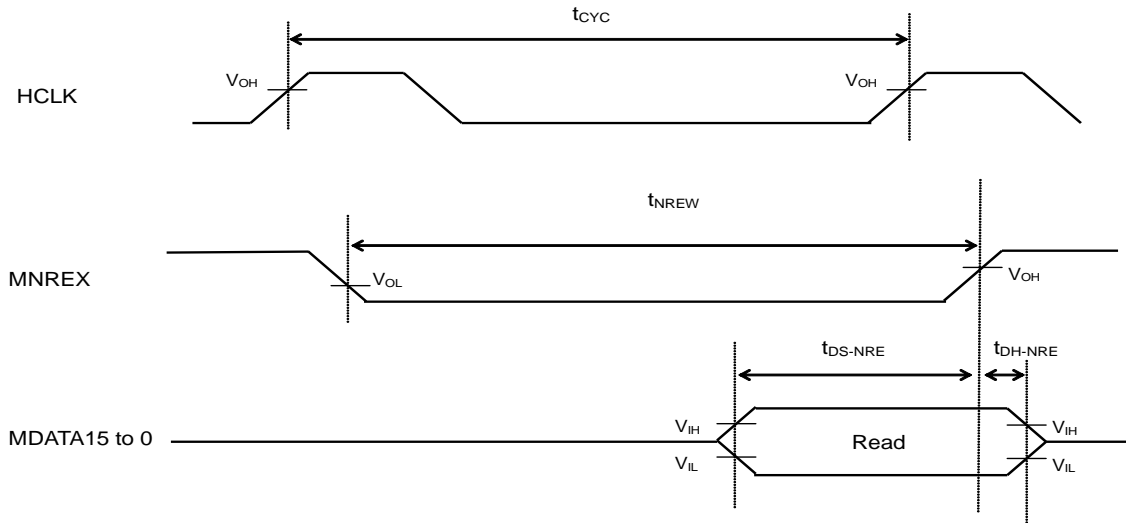 tCYC
VOH
VOH
HCLK
tNREW
MNREX
VOL
VOH
tDS-NRE
tDH-NRE
VIH
VIH
MDATA15 to 0
Read
VIL
VIL